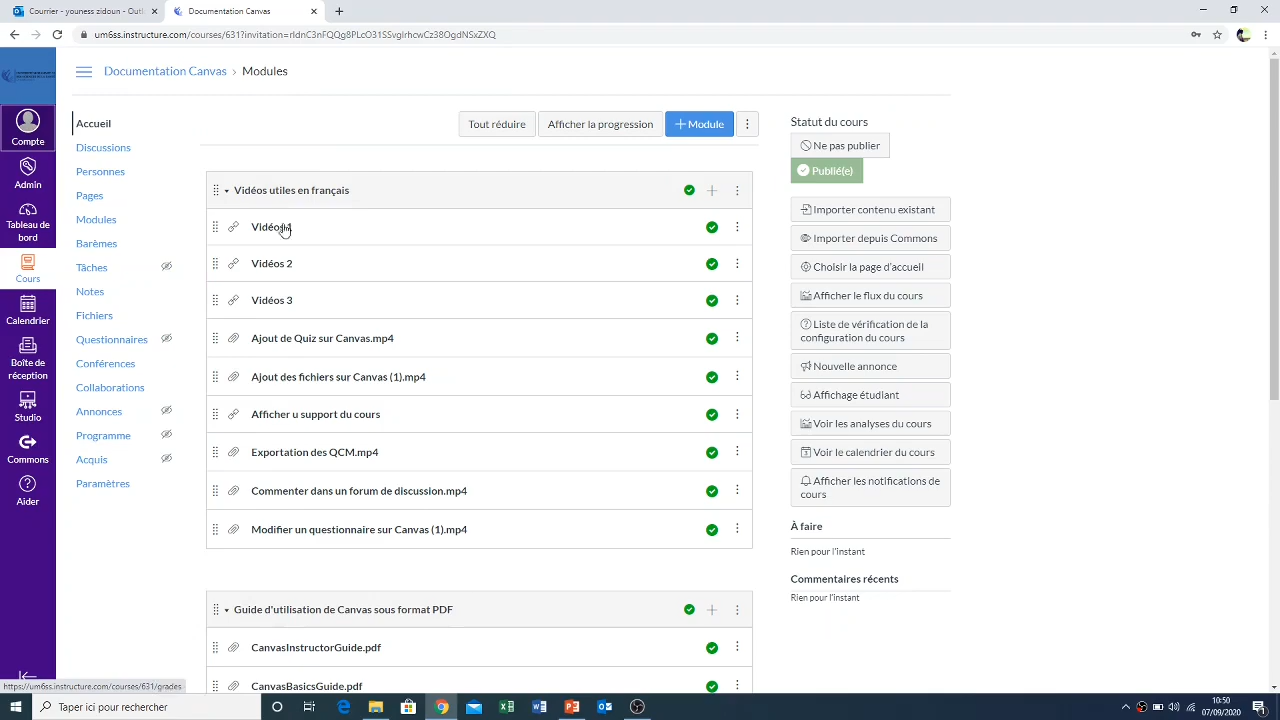 Courrier - youness zidoun - Outl
Documentation Canvas
um6ss.instructure.com/courses/631?invitation=
Documentation Canvas › Modules
Compte
Admin
Tableau de bord
Cours
Calendrier
Boîte de réception
Studio
Commons
Aider
Accueil
Discussions
Personnes
Pages
Modules
Barèmes
Tâches
Notes
Fichiers
Questionnaires
Conférences
Collaborations
Annonces
Programme
Acquis
Paramètres
Tout réduire
Afficher la progression
+ Module
Vidéos utiles en français
Vidéos 2
Vidéos 3
Ajout de Quiz sur Canvas.mp4
Ajout des fichiers sur Canvas (1).mp4
Afficher u support du cours
Exportation des QCM.mp4
Commenter dans un forum de discussion.mp4
Modifier un questionnaire sur Canvas (1).mp4
Guide d'utilisation de Canvas sous format PDF
CanvasInstructorGuide.pdf
CanvasBasicsGuide.pdf
Statut du cours
Ne pas publier
Publié(e)
Importer contenu existant
Importer depuis Commons
Choisir la page d'accueil
Afficher le flux du cours
Liste de vérification de la
configuration du cours
Nouvelle annonce
Affichage étudiant
Voir les analyses du cours
Voir le calendrier du cours
Afficher les notifications de
cours
À faire
Rien pour l'instant
Commentaires récents
Rien pour l'instant
https://um6ss.instructure.com/courses/631/grades
Taper ici pour rechercher
10:50
07/09/2020